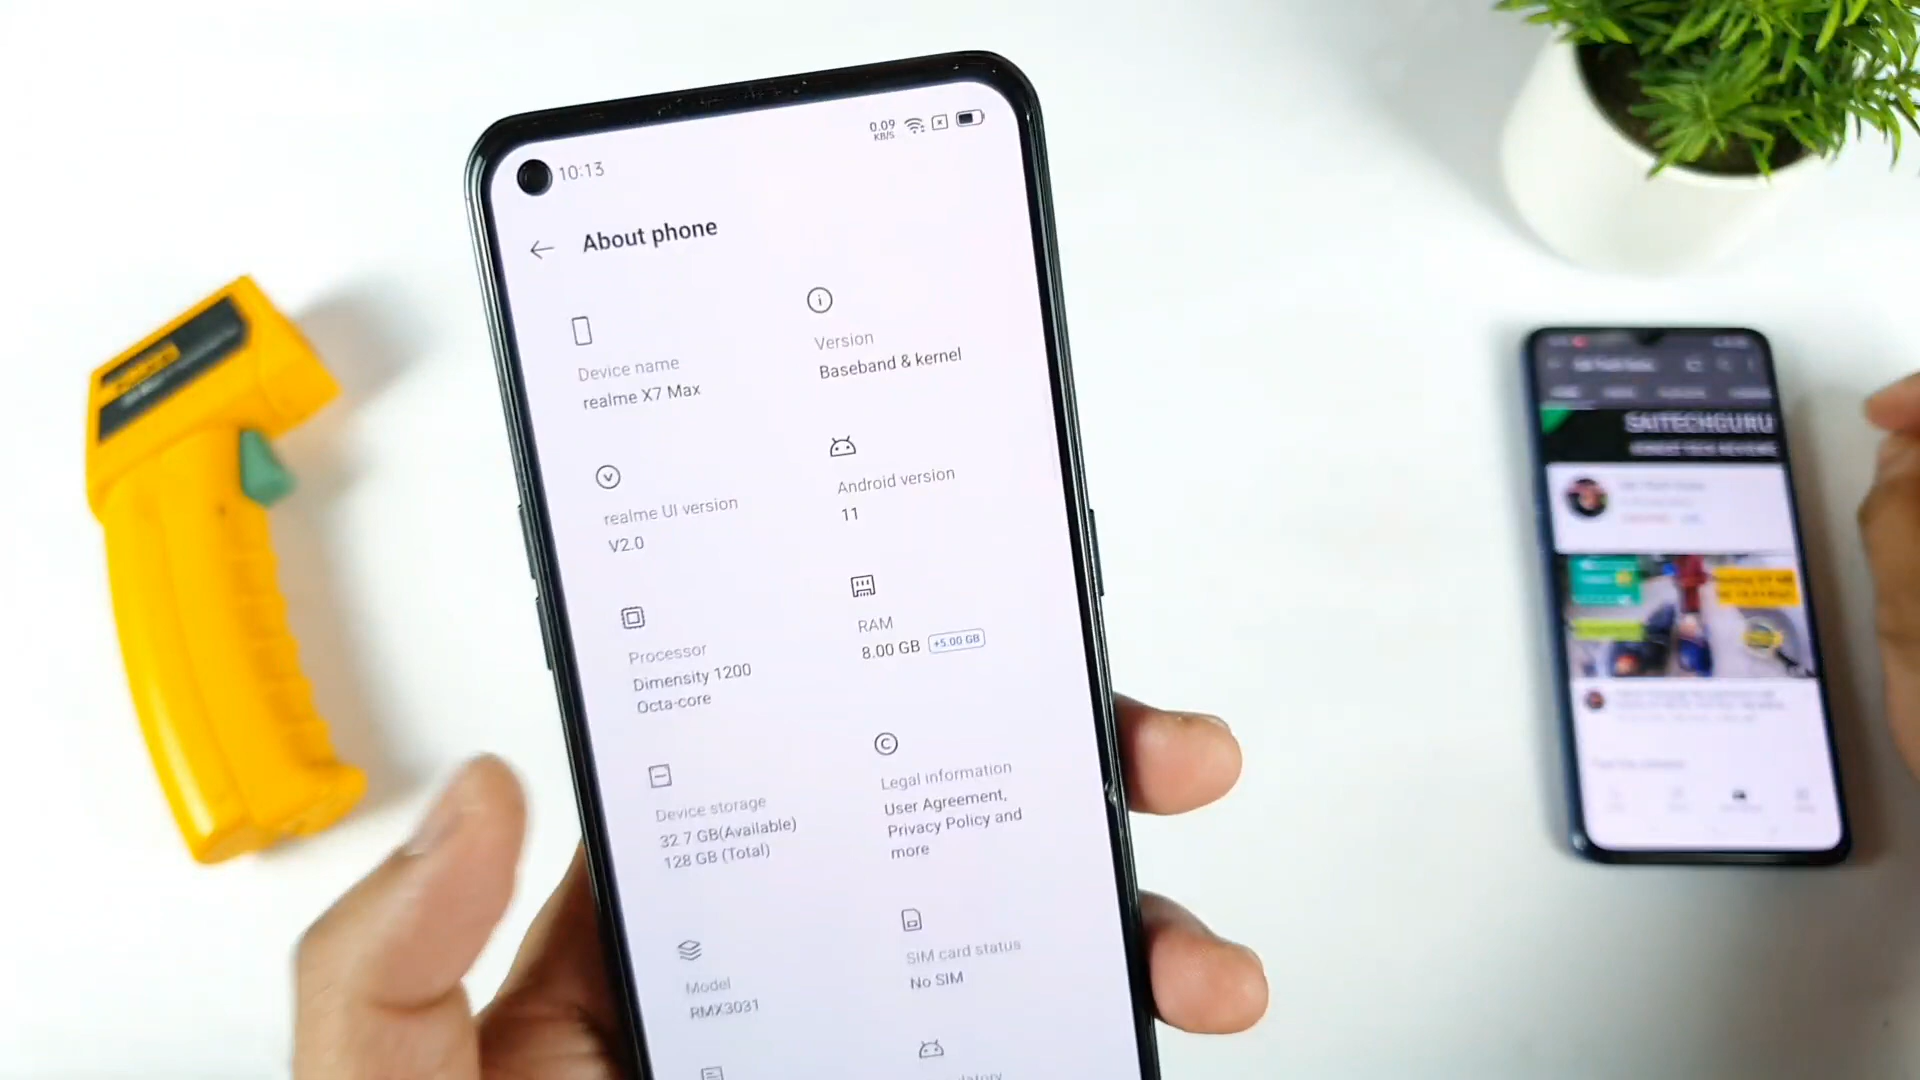 10:13
0.09
KB/S
About phone
Device name
realme X7 Max
Version
Baseband & kernel
realme UI version
V2.0
Android version
11
Processor
Dimensity 1200
Octa-core
RAM
8.00 GB +5.00 GB
Device storage
32.7 GB(Available)
128 GB (Total)
Legal information
User Agreement,
Privacy Policy and
more
Model
RMX3031
SIM card status
No SIM
SAITECHGURU